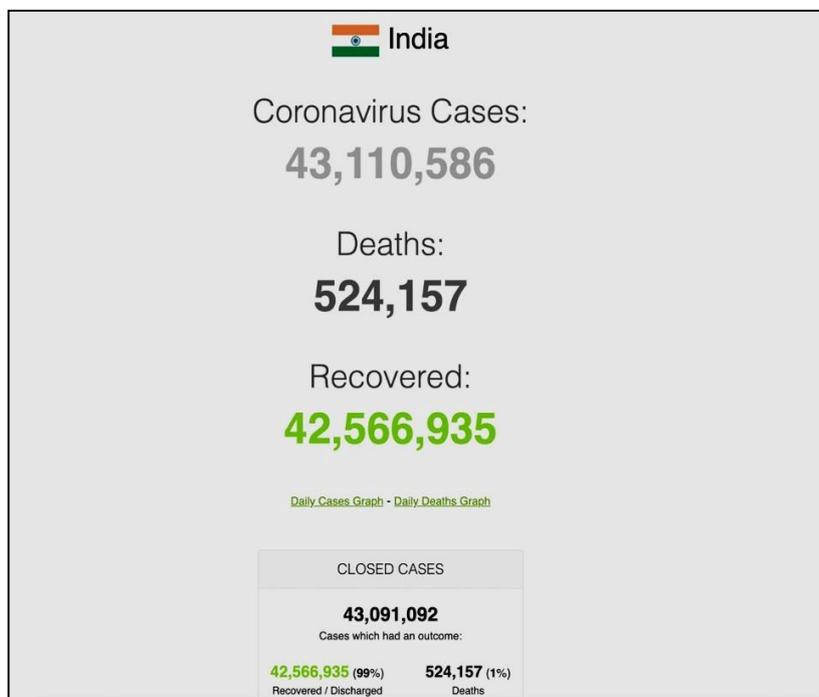 India
Coronavirus Cases:
43,110,586
Deaths:
524,157
Recovered:
42,566,935
Daily Cases Graph - Daily Deaths Graph
CLOSED CASES
43,091,092
Cases which had an outcome:
42,566,935 (99%) 524,157 (1%)
Recovered / Discharged Deaths